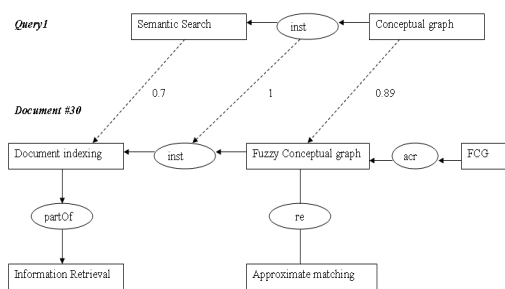 Query1
Semantic Search
inst
Conceptual graph
0.7
1
0.89
Document #30
Document indexing
inst
Fuzzy Conceptual graph
acr
FCG
partOf
re
Information Retrieval
Approximate matching